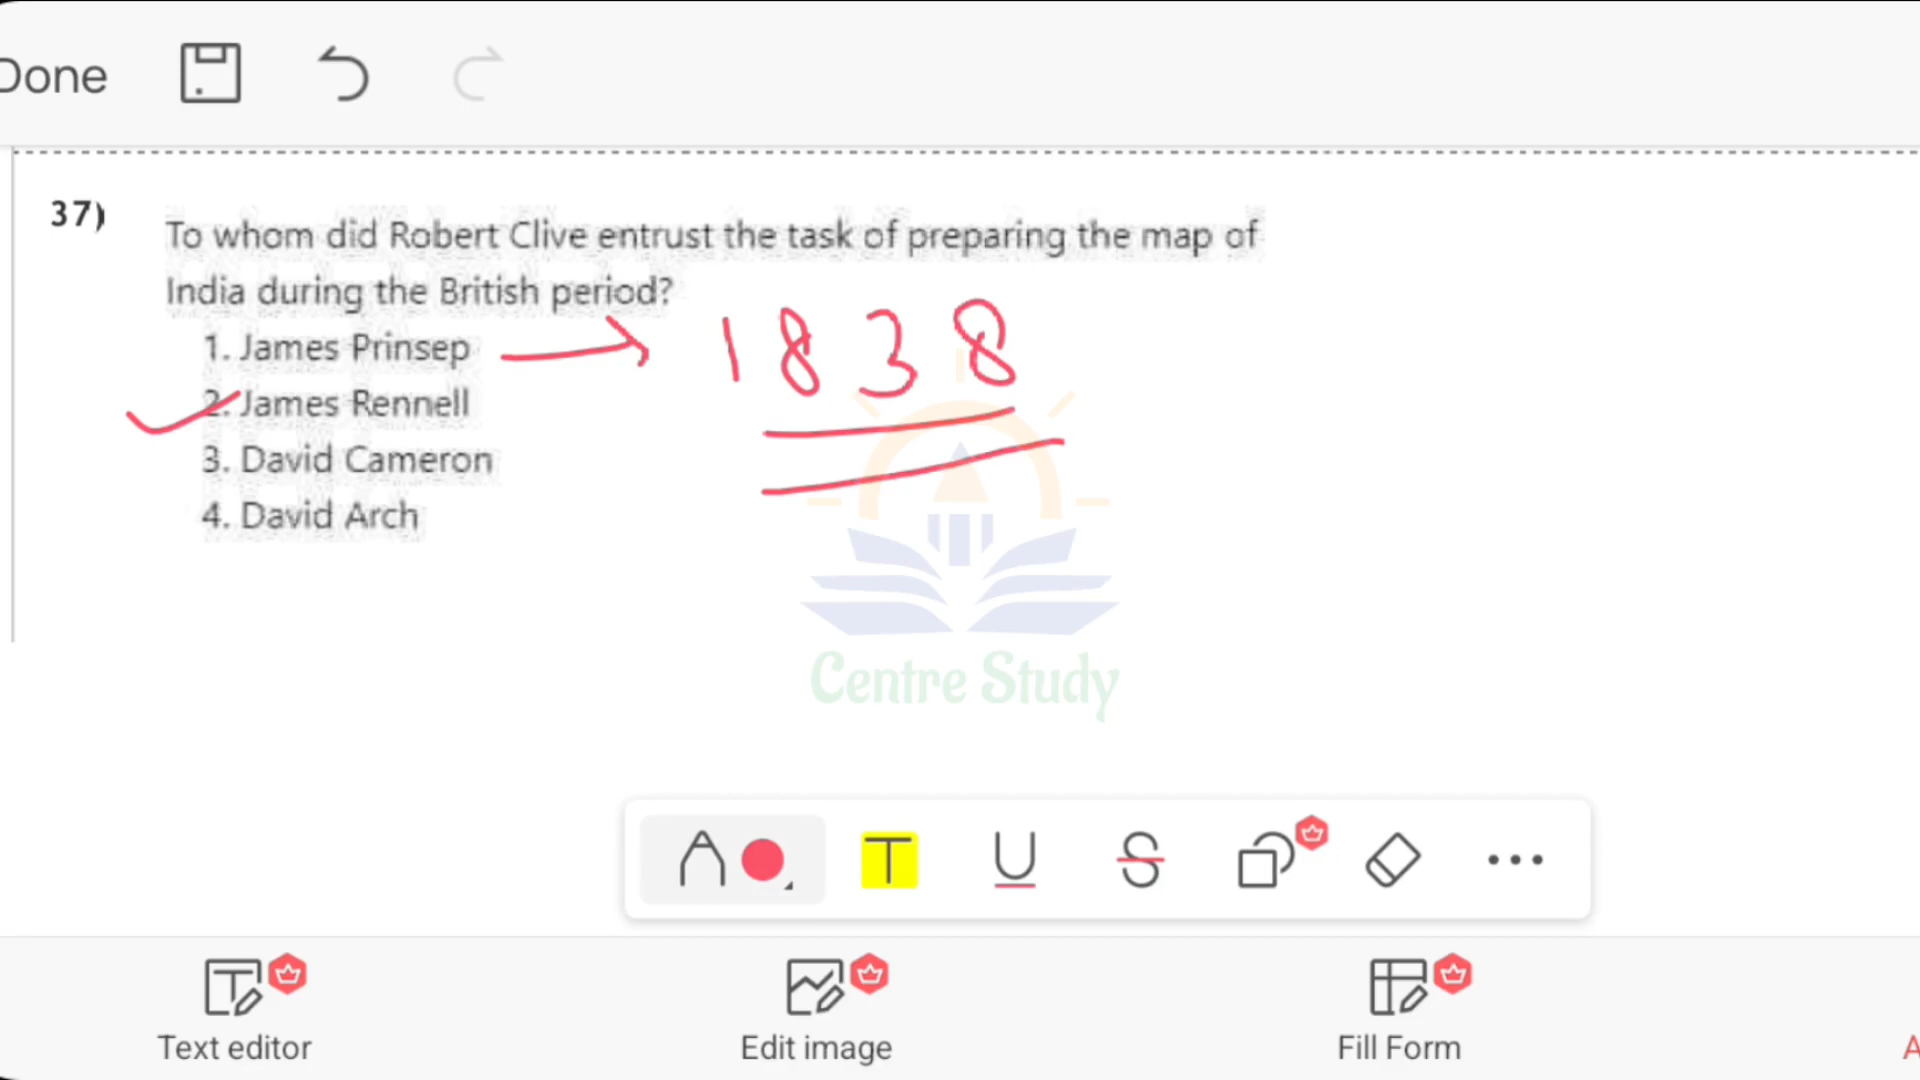 Done
37)
To whom did Robert Clive entrust the task of preparing the map of
India during the British period?
1. James Prinsep → 1838
2. James Rennell
3. David Cameron
4. David Arch
Centre Study
Text editor
Edit image
Fill Form
A